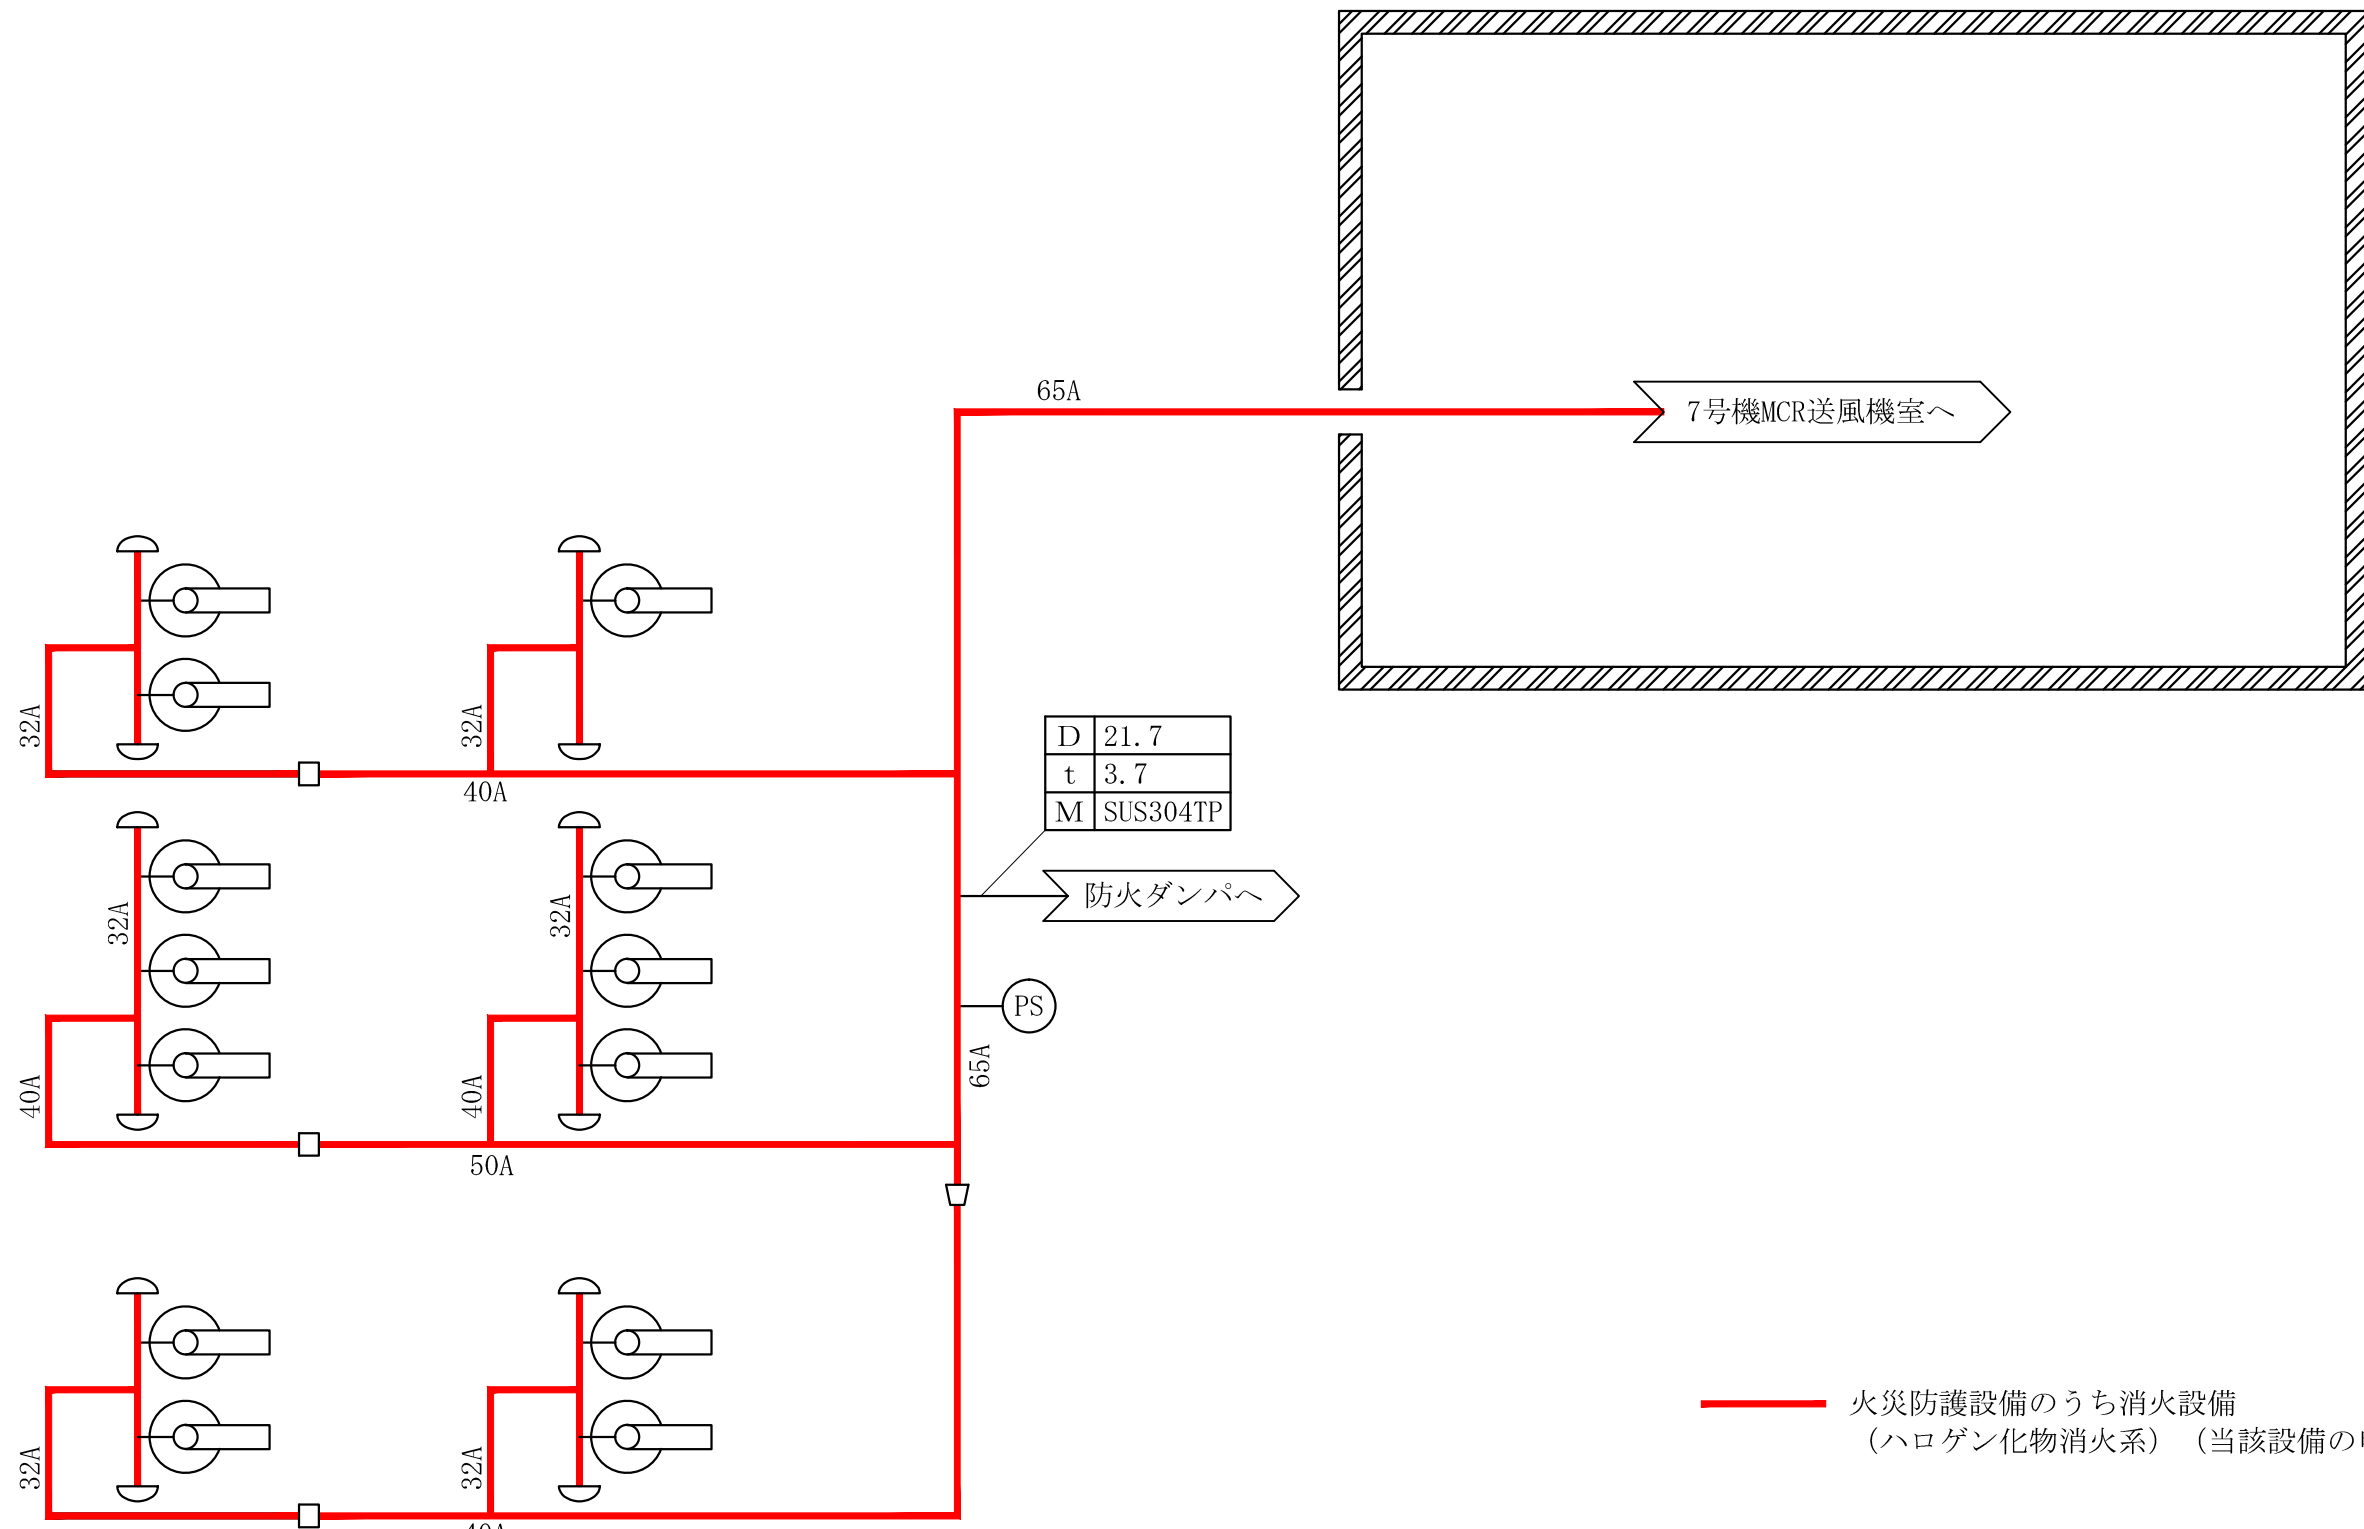 65A
7号機MCR送風機室へ
32A
32A
40A
D 21.7
t 3.7
M SUS304TP
防火ダンパへ
32A
32A
PS
65A
40A
40A
50A
32A
32A
火災防護設備のうち消火設備
（ハロゲン化物消火系）（当該設備の